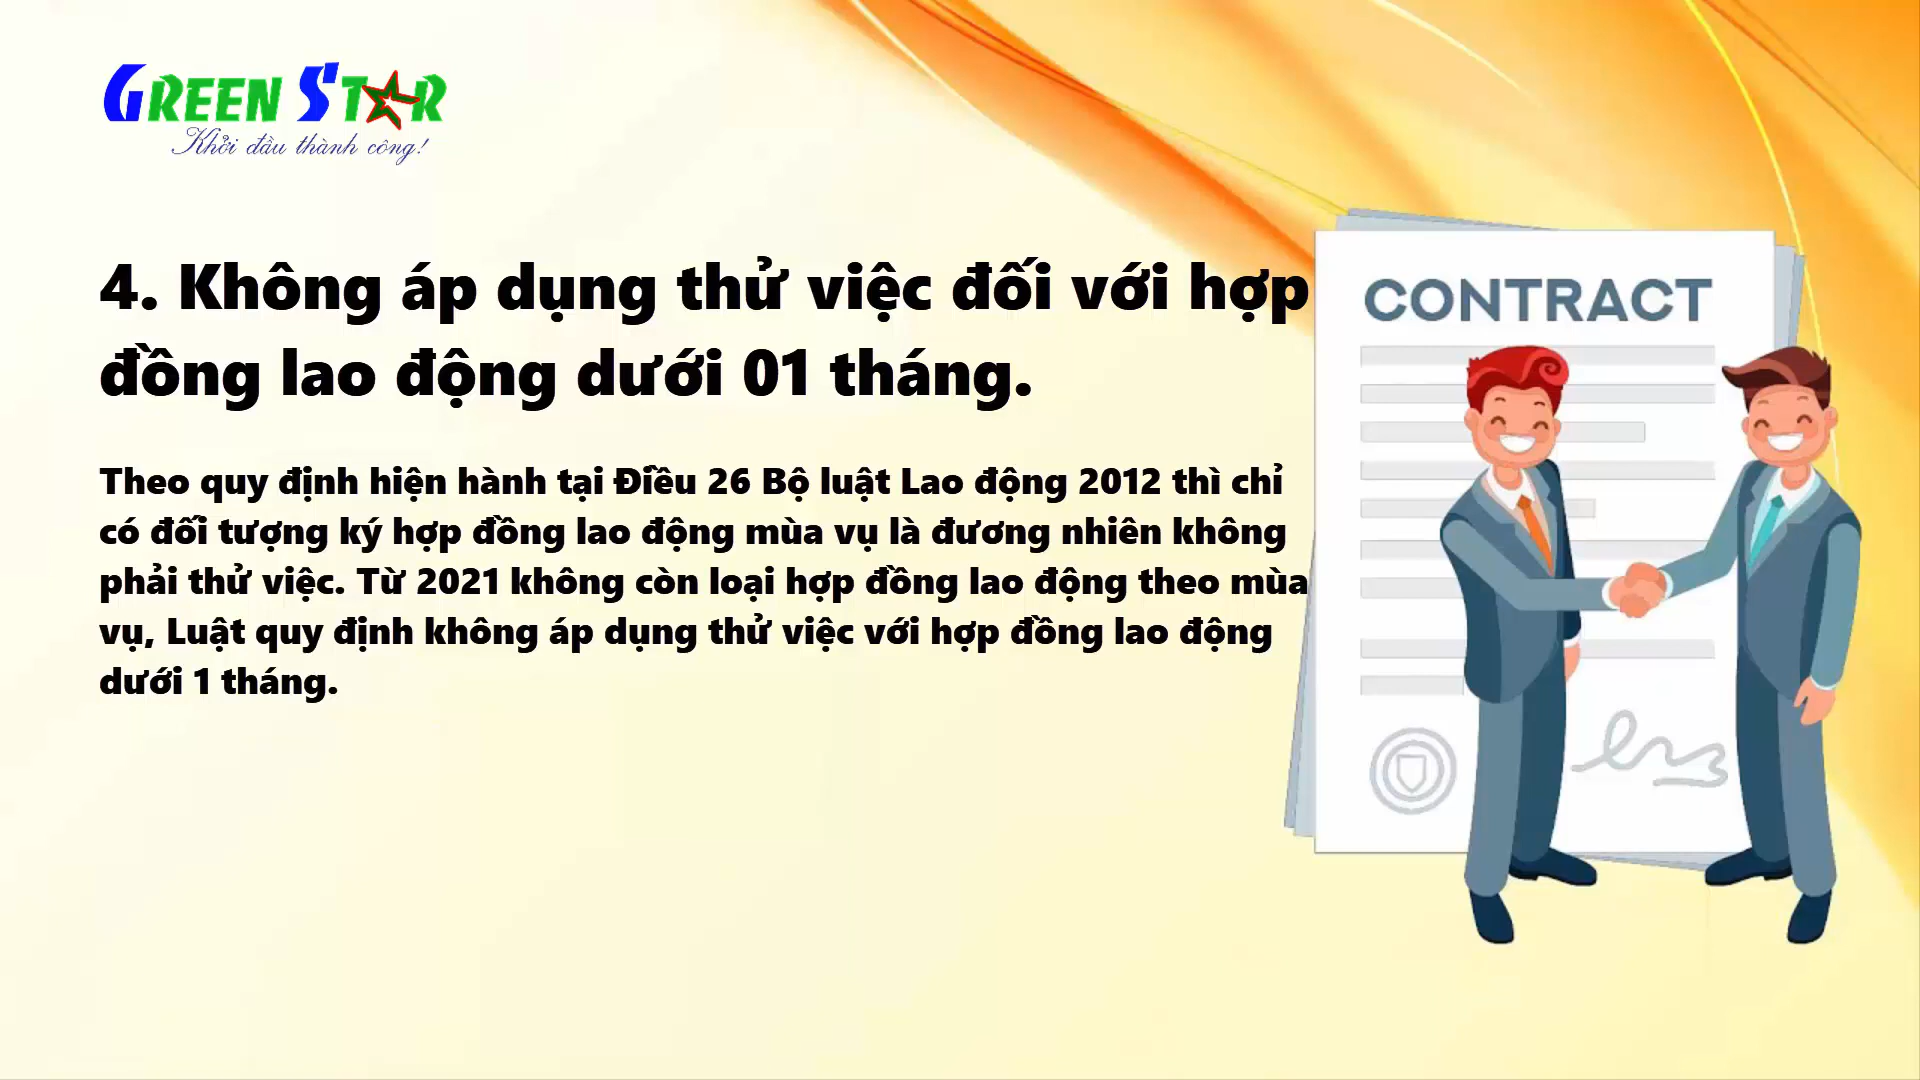 GREEN STAR
Khởi đầu thành công!
4. Không áp dụng thử việc đối với hợp
đồng lao động dưới 01 tháng.
Theo quy định hiện hành tại Điều 26 Bộ luật Lao động 2012 thì chỉ
có đối tượng ký hợp đồng lao động mùa vụ là đương nhiên không
phải thử việc. Từ 2021 không còn loại hợp đồng lao động theo mùa
vụ, Luật quy định không áp dụng thử việc với hợp đồng lao động
dưới 1 tháng.
CONTRACT